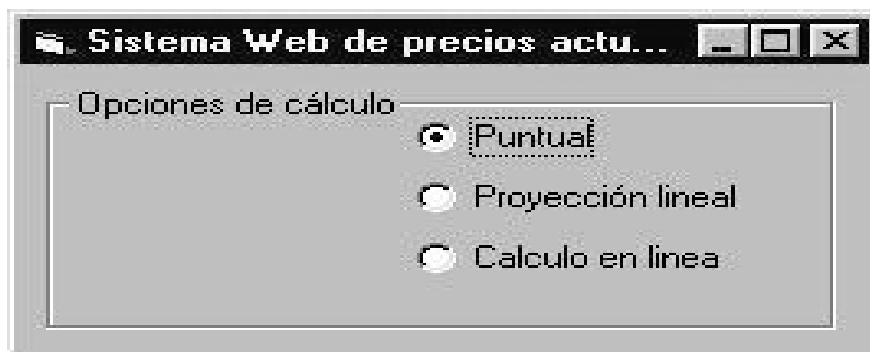 Sistema Web de precios actu...
Opciones de cálculo
Puntual
Proyección lineal
Calculo en linea